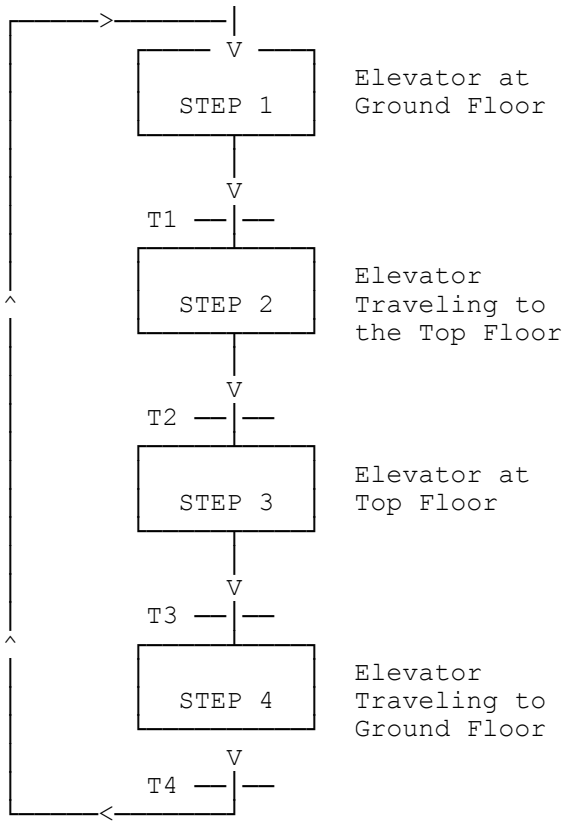 STEP 1
Elevator at
Ground Floor
T1
STEP 2
Elevator
Traveling to
the Top Floor
T2
STEP 3
Elevator at
Top Floor
T3
STEP 4
Elevator
Traveling to
Ground Floor
T4